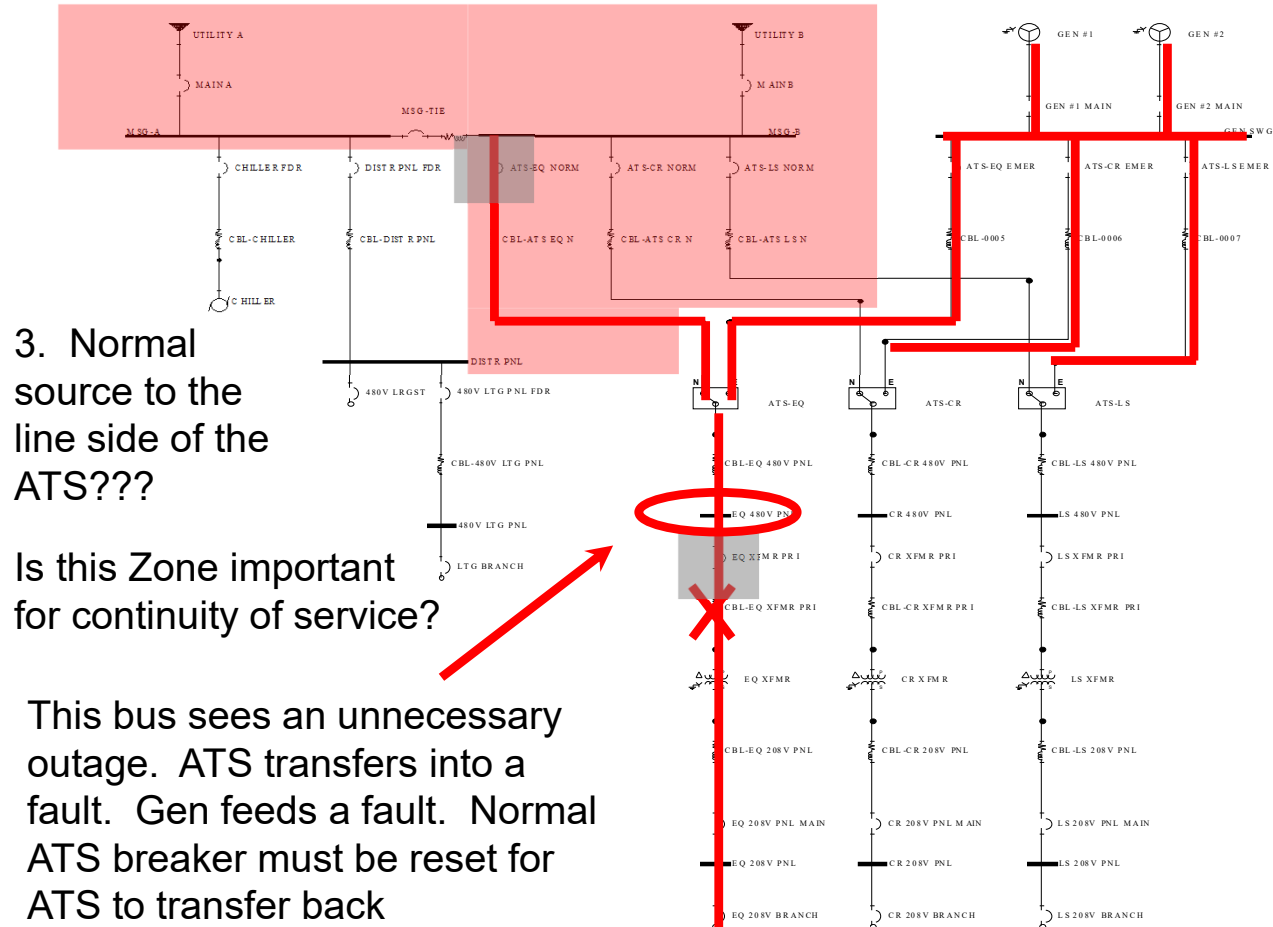 UTILITY A
UTILITY B
GEN #1
GEN #2
MAIN A
MAIN B
MSG-TIE
GEN #1 MAIN
GEN #2 MAIN
MSG-A
MSG-B
GEN SWG
CHILLER FDR
DISTR PNL FDR
ATS-EQ NORM
ATS-CR NORM
ATS-LS NORM
ATS-EQ EMER
ATS-CR EMER
ATS-LS EMER
CBL-CHILLER
CBL-DISTR PNL
CBL-ATS EQ N
CBL-ATS CR N
CBL-ATS LS N
CBL-0005
CBL-0006
CBL-0007
CHILLER
3. Normal
source to the
line side of the
ATS???
DISTR PNL
480V LRGST
480V LTG PNL FDR
N E
ATS-EQ
N E
ATS-CR
N E
ATS-LS
CBL-480V LTG PNL
CBL-EQ 480V PNL
CBL-CR 480V PNL
CBL-LS 480V PNL
480V LTG PNL
EQ 480V PNL
CR 480V PNL
LS 480V PNL
LTG BRANCH
EQ XFMR PRI
CR XFMR PRI
LS XFMR PRI
Is this Zone important
for continuity of service?
CBL-EQ XFMR PRI
CBL-CR XFMR PRI
CBL-LS XFMR PRI
EQ XFMR
CR XFMR
LS XFMR
This bus sees an unnecessary
outage. ATS transfers into a
fault. Gen feeds a fault. Normal
ATS breaker must be reset for
ATS to transfer back
CBL-EQ 208V PNL
CBL-CR 208V PNL
CBL-LS 208V PNL
EQ 208V PNL MAIN
CR 208V PNL MAIN
LS 208V PNL MAIN
EQ 208V PNL
CR 208V PNL
LS 208V PNL
EQ 208V BRANCH
CR 208V BRANCH
LS 208V BRANCH